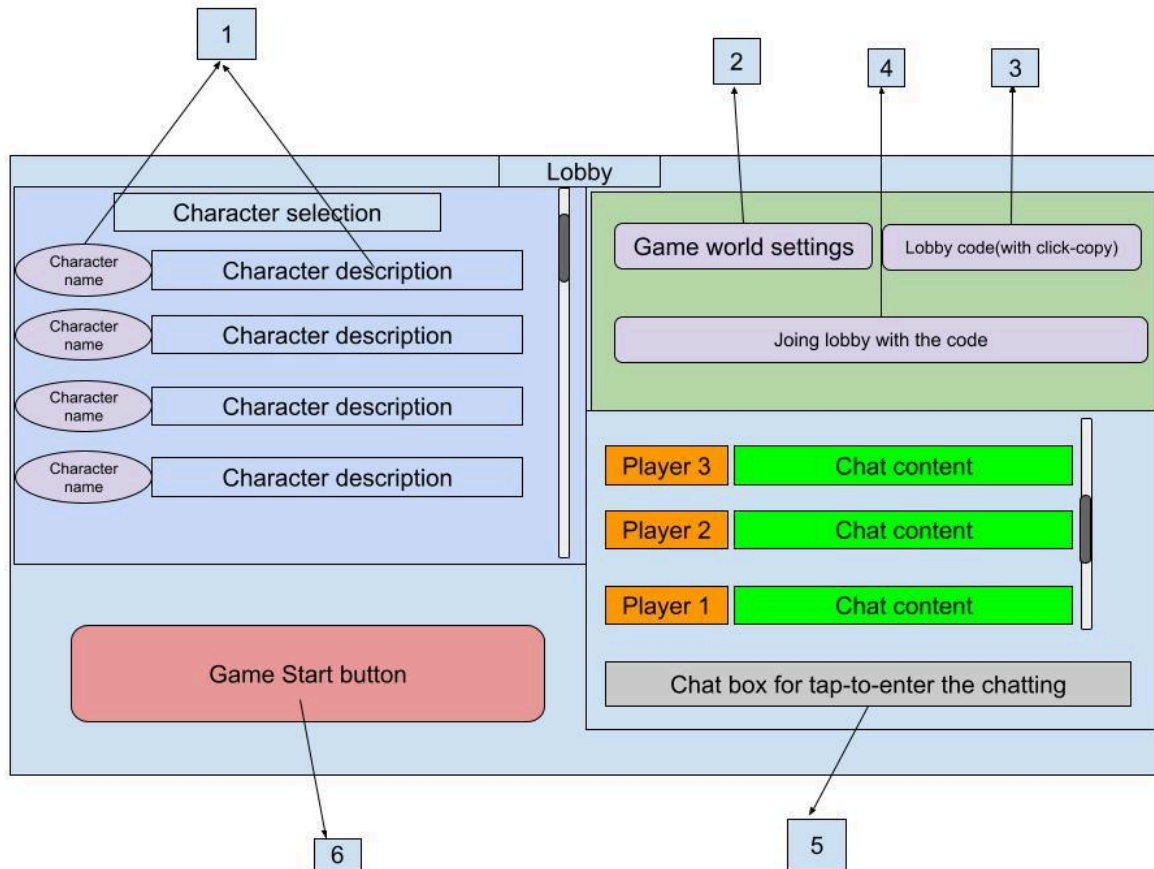 1
2
4
3
Lobby
Character selection
Character
name
Character description
Character
name
Character description
Character
name
Character description
Character
name
Character description
Game world settings
Lobby code(with click-copy)
Joing lobby with the code
Player 3
Chat content
Player 2
Chat content
Player 1
Chat content
Chat box for tap-to-enter the chatting
Game Start button
6
5